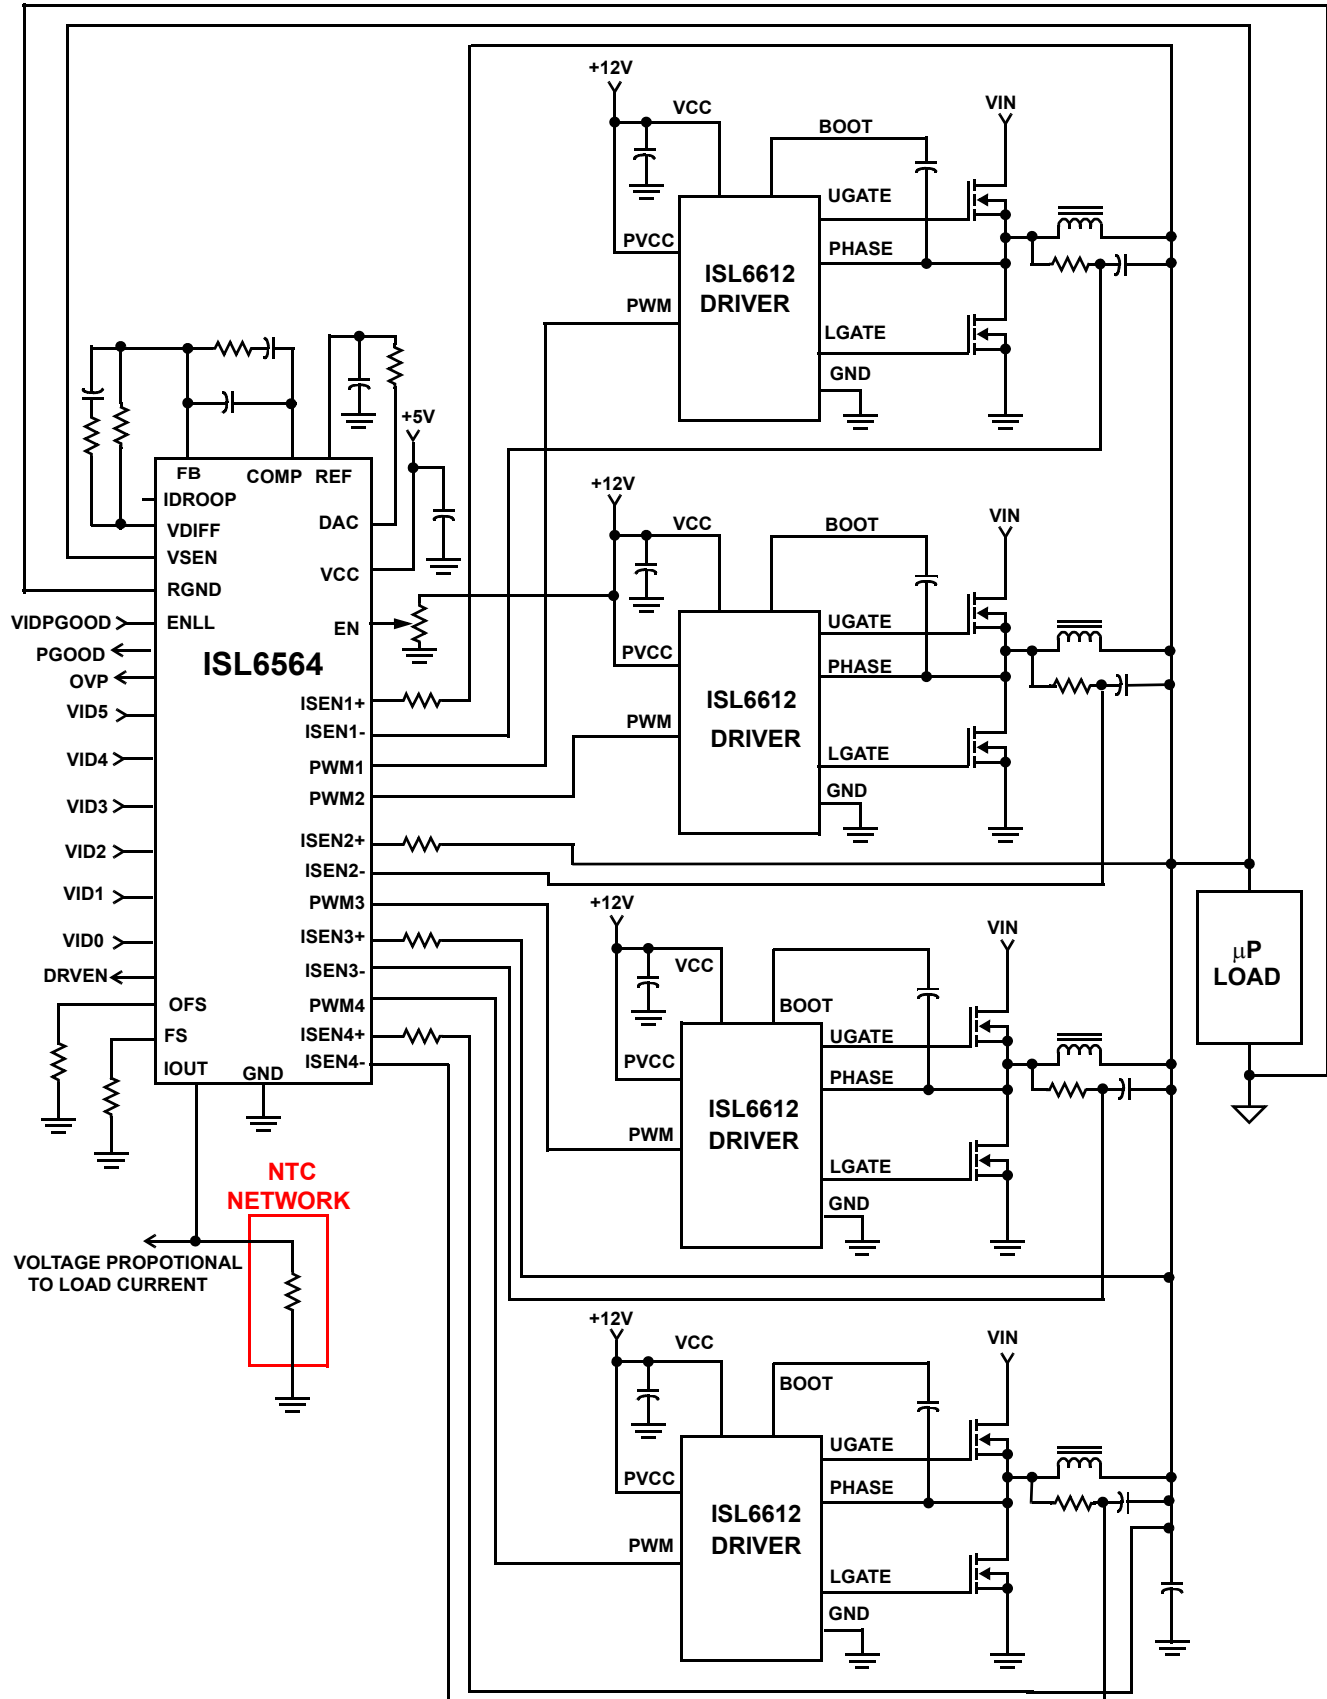 +12V
VCC
BOOT
VIN
UGATE
PVCC
PHASE
ISL6612
DRIVER
PWM
LGATE
GND
+5V
FB
COMP
REF
IDROOP
VDIFF
DAC
VSEN
VCC
RGND
VIDPGOOD
ENLL
EN
PGOOD
ISL6564
OVP
ISEN1+
VID5
ISEN1-
VID4
PWM1
PWM2
VID3
ISEN2+
VID2
ISEN2-
VID1
PWM3
VID0
ISEN3+
DRVEN
ISEN3-
OFS
PWM4
FS
ISEN4+
IOUT
GND
ISEN4-
NTC
NETWORK
VOLTAGE PROPOTIONAL
TO LOAD CURRENT
+12V
VCC
BOOT
VIN
UGATE
PVCC
PHASE
ISL6612
DRIVER
PWM
LGATE
GND
+12V
VCC
BOOT
VIN
UGATE
PVCC
PHASE
ISL6612
DRIVER
PWM
LGATE
GND
µP
LOAD
+12V
VCC
BOOT
VIN
UGATE
PVCC
PHASE
ISL6612
DRIVER
PWM
LGATE
GND